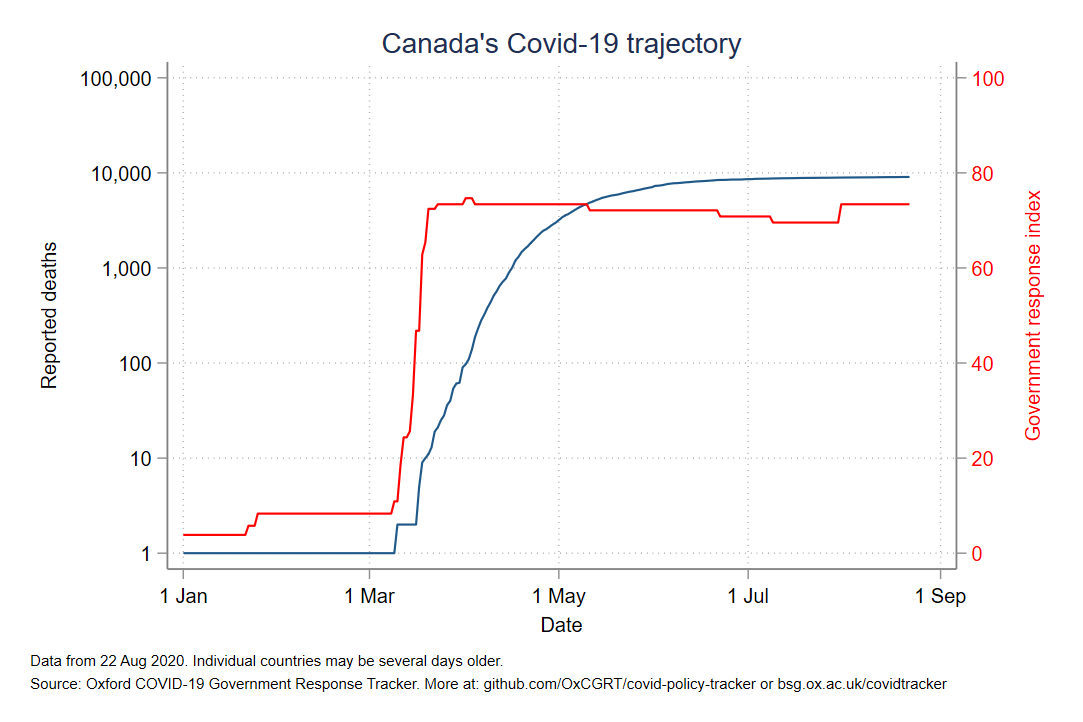 Canada's Covid-19 trajectory
100,000
10,000
1,000
100
10
1
Reported deaths
100
80
60
40
20
0
Government response index
1 Jan 1 Mar 1 May 1 Jul 1 Sep
Date
Data from 22 Aug 2020. Individual countries may be several days older.
Source: Oxford COVID-19 Government Response Tracker. More at: github.com/OxCGRT/covid-policy-tracker or bsg.ox.ac.uk/covidtracker